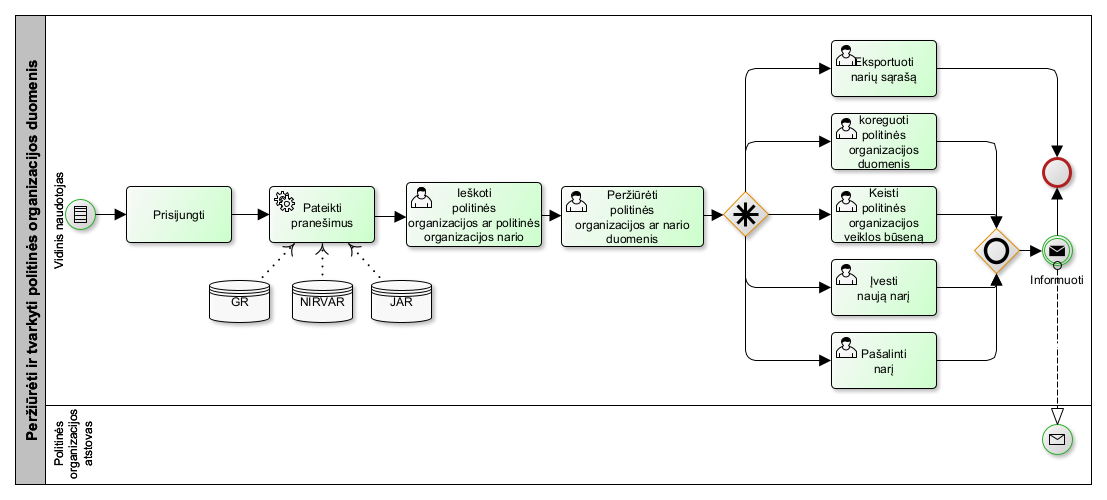 Peržiūrėti ir tvarkyti politinės organizacijos duomenis
Vidinis naudotojas
Prisijungti
Pateikti
pranešimus
GR
NIRVAR
JAR
Ieškoti
politinės
organizacijos ar politinės
organizacijos nario
Peržiūrėti
politinės
organizacijos ar nario
duomenis
Eksportuoti
narių sąrašą
koreguoti
politinės
organizacijos
duomenis
Keisti
politinės
organizacijos
veiklos būseną
Įvesti
naują narį
Pašalinti
narį
Informuoti
Politinės
organizacijos
atstovas